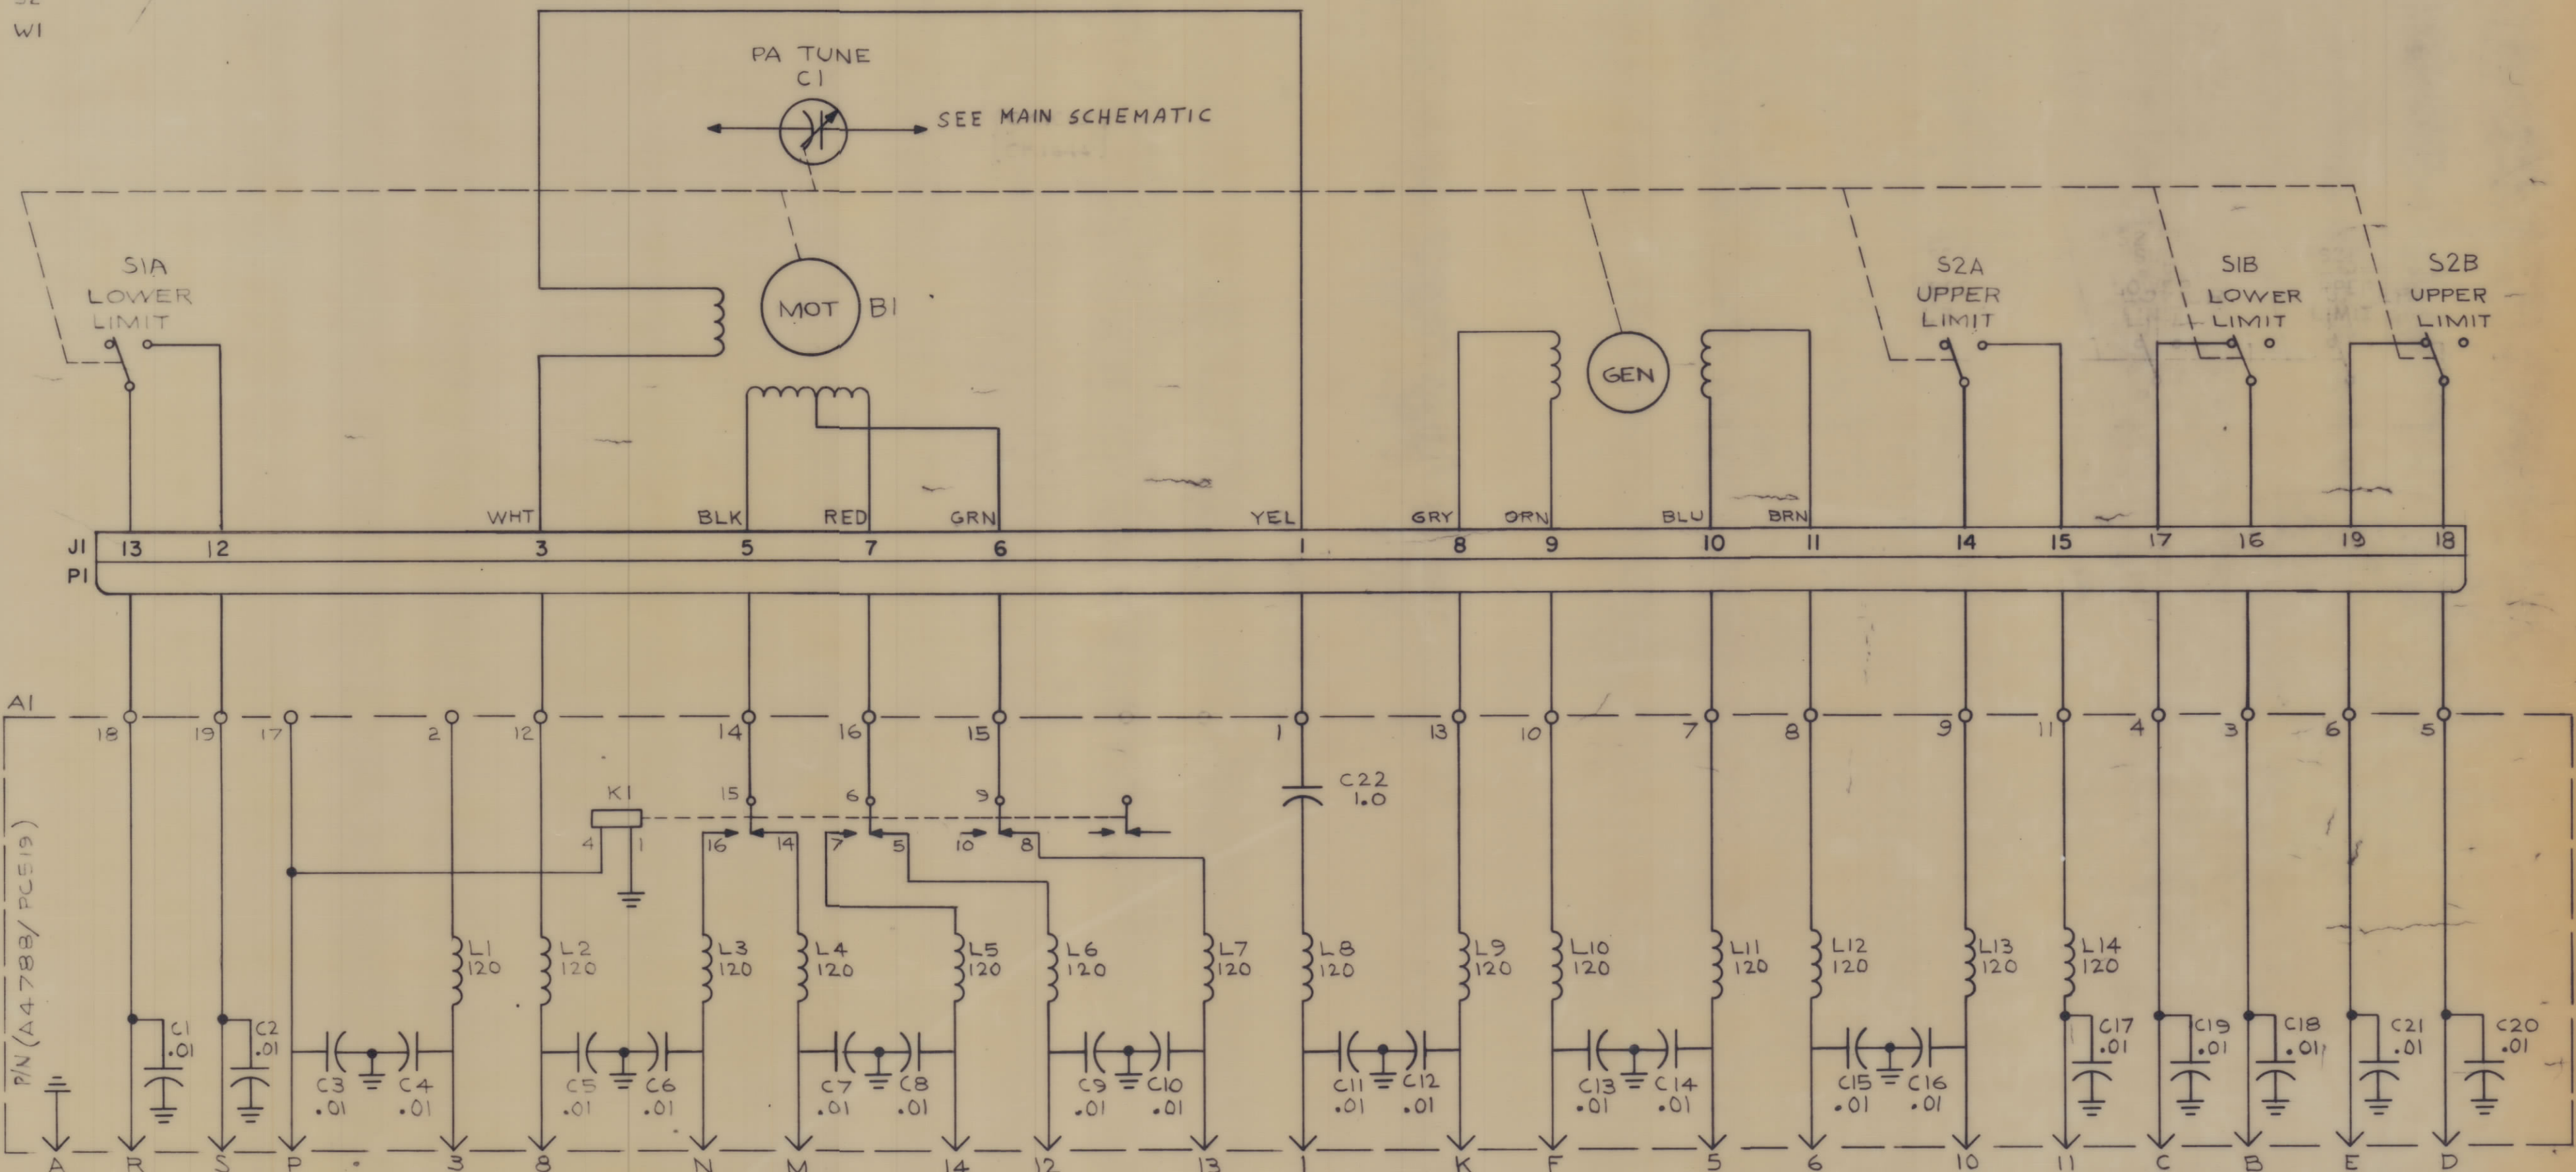 W1
PA TUNE
C1
SEE MAIN SCHEMATIC
S1A
LOWER
LIMIT
MOT
B1
GEN
S2A
UPPER
LIMIT
S1B
LOWER
LIMIT
S2B
UPPER
LIMIT
WHT BLK RED GRN YEL GRY ORN BLU BRN
J1 13 12 3 5 7 6 1 8 9 10 11 14 15 17 16 19 18
P1
A1
18 19 17 2 12 14 16 15 1 13 10 7 8 9 11 4 3 6 5
K1
15 6 9
C22
1.0
4 1 16 14 7 5 10 8
L1 L2 L3 L4 L5 L6 L7 L8 L9 L10 L11 L12 L13 L14
120 120 120 120 120 120 120 120 120 120 120 120 120 120
C1 C2 C17 C19 C18 C21 C20
.01 .01 .01 .01 .01 .01 .01
C3 C4 C5 C6 C7 C8 C9 C10 C11 C12 C13 C14 C15 C16
.01 .01 .01 .01 .01 .01 .01 .01 .01 .01 .01 .01 .01 .01
P/N (A4788/PC519)
A R S P 3 8 N M 14 12 13 1 K F 5 6 10 11 C B E D